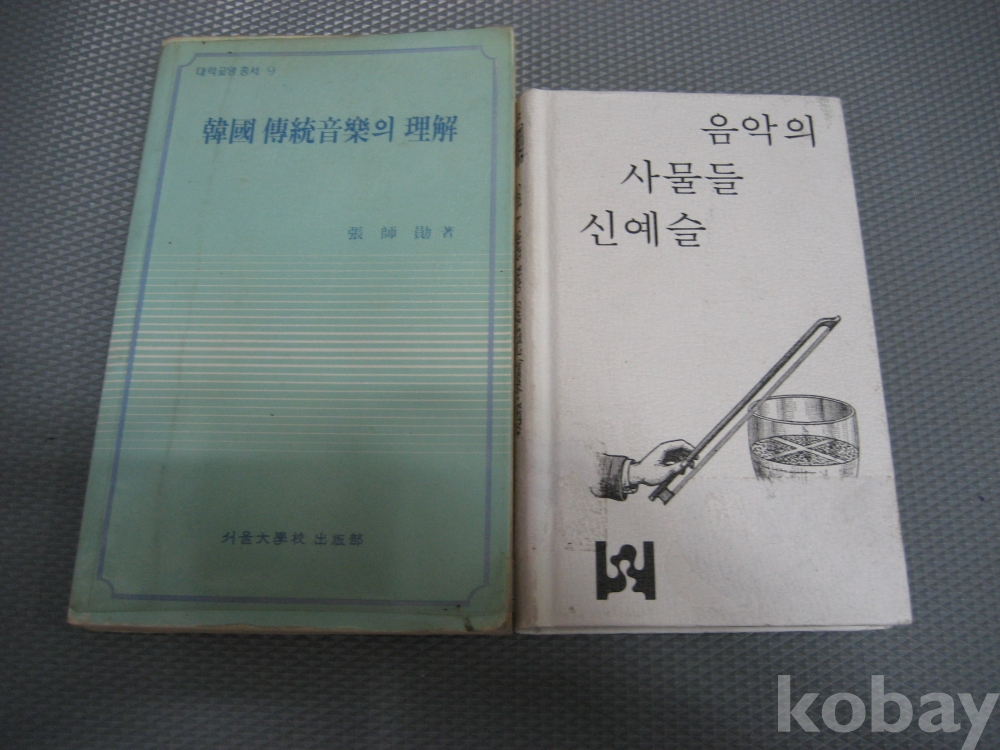 대학교양총서 9
韓國 傳統音樂의 理解
張師勛 著
서울大學校 出版部
음악의
사물들
신예슬
kobay